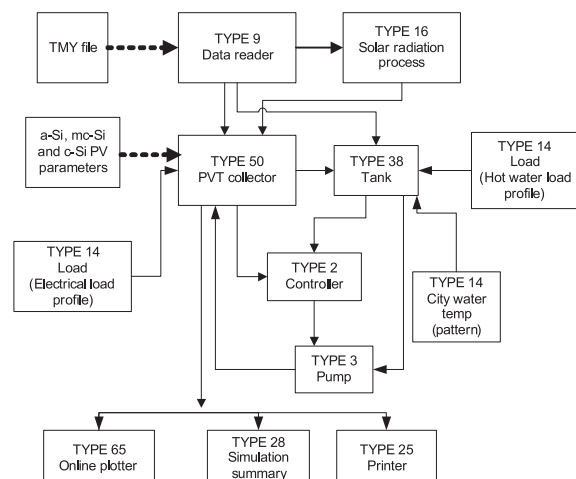 TMY file
TYPE 9
Data reader
TYPE 16
Solar radiation
process
a-Si, mc-Si
and c-Si PV
parameters
TYPE 50
PVT collector
TYPE 38
Tank
TYPE 14
Load
(Hot water load
profile)
TYPE 14
Load
(Electrical load
profile)
TYPE 2
Controller
TYPE 14
City water
temp
(pattern)
TYPE 3
Pump
TYPE 65
Online plotter
TYPE 28
Simulation
summary
TYPE 25
Printer